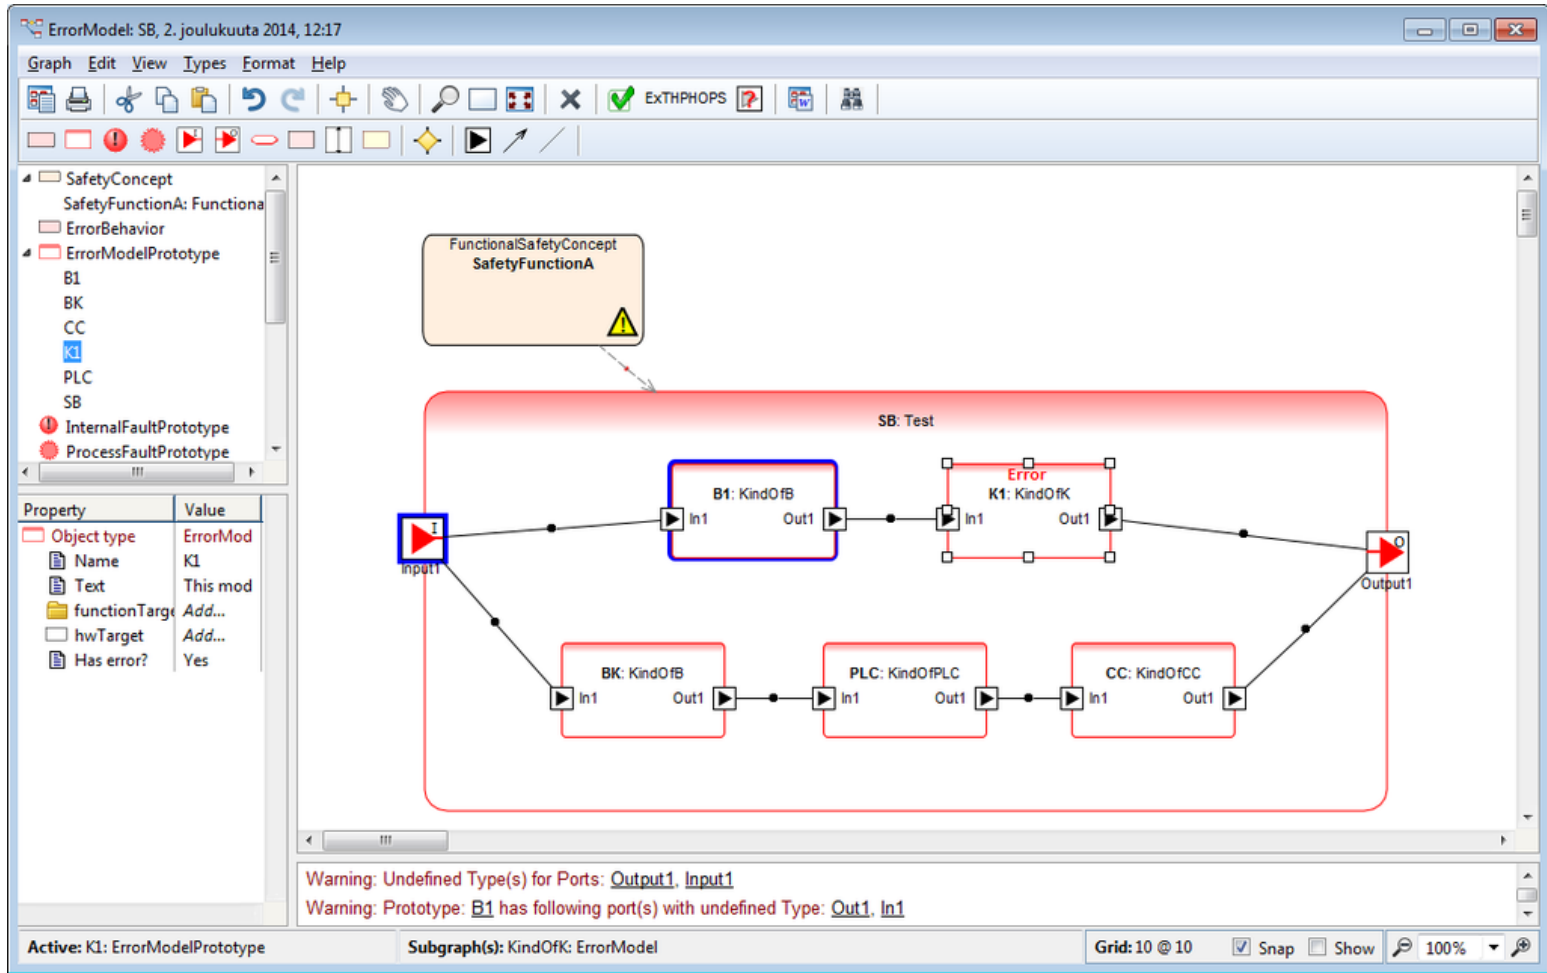 ErrorModel: SB, 2. joulukuuta 2014, 12:17
Graph Edit View Types Format Help
ExTHPHOPS
SafetyConcept
SafetyFunctionA: Functiona
ErrorBehavior
ErrorModelPrototype
B1
BK
CC
K1
PLC
SB
InternalFaultPrototype
ProcessFaultPrototype
Property Value
Object type ErrorMod
Name K1
Text This mod
functionTarge Add...
hwTarget Add...
Has error? Yes
FunctionalSafetyConcept
SafetyFunctionA
SB: Test
Error
B1: KindOfB
K1: KindOfK
In1 Out1
In1 Out1
I
Input1
O
Output1
BK: KindOfB
PLC: KindOfPLC
CC: KindOfCC
In1 Out1
In1 Out1
In1 Out1
Warning: Undefined Type(s) for Ports: Output1, Input1
Warning: Prototype: B1 has following port(s) with undefined Type: Out1, In1
Active: K1: ErrorModelPrototype
Subgraph(s): KindOfK: ErrorModel
Grid: 10 @ 10 Snap Show 100%